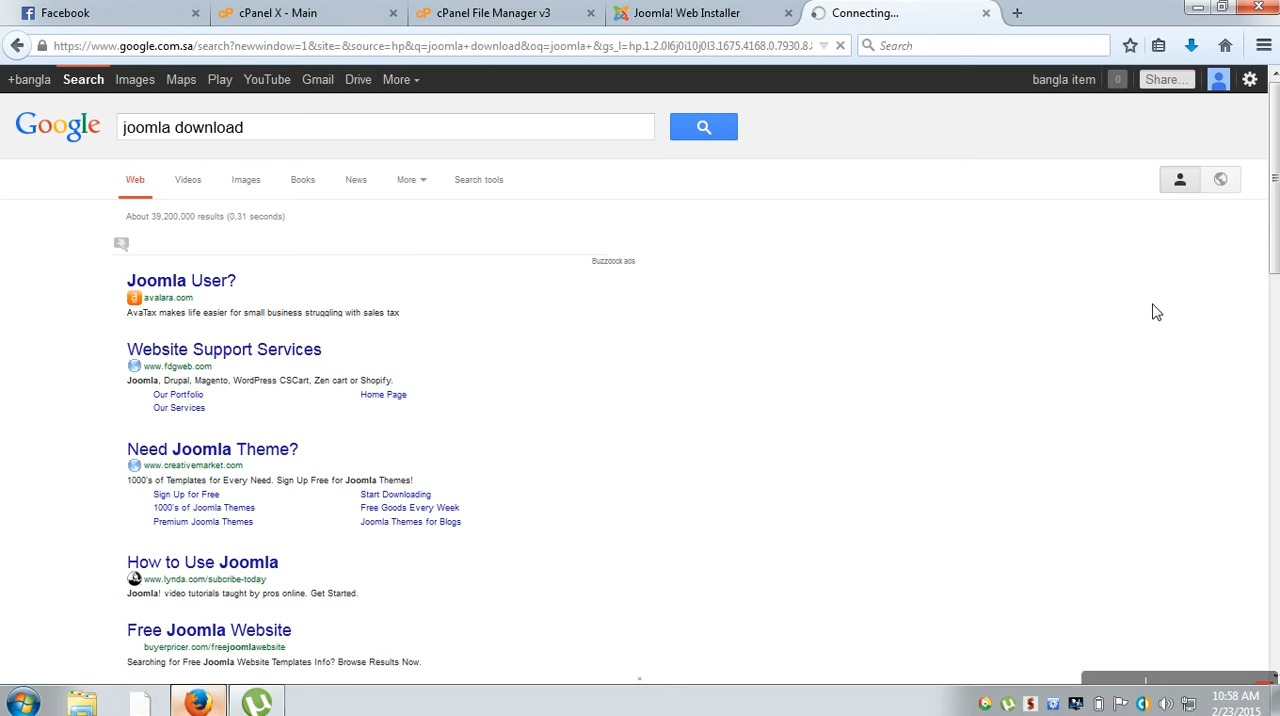 Facebook
cPanel X - Main
cPanel File Manager v3
Joomla! Web Installer
Connecting...
https://www.google.com.sa/search?newwindow=1&site=&source=hp&q=joomla+download&oq=joomla+&gs_l=hp.1.2.0l6j0i10j0l3.1675.4168.0.7930.8.
Search
+bangla Search Images Maps Play YouTube Gmail Drive More
bangla item 0 Share...
Google joomla download
Web Videos Images Books News More Search tools
About 39,200,000 results (0,31 seconds)
Buzzdock ads
Joomla User?
avalara.com
AvaTax makes life easier for small business struggling with sales tax
Website Support Services
www.fdgweb.com
Joomla, Drupal, Magento, WordPress CSCart, Zen cart or Shopify.
Our Portfolio Home Page
Our Services
Need Joomla Theme?
www.creativemarket.com
1000's of Templates for Every Need. Sign Up Free for Joomla Themes!
Sign Up for Free Start Downloading
1000's of Joomla Themes Free Goods Every Week
Premium Joomla Themes Joomla Themes for Blogs
How to Use Joomla
www.lynda.com/subcribe-today
Joomla! video tutorials taught by pros online. Get Started.
Free Joomla Website
buyerpricer.com/freejoomlawebsite
Searching for Free Joomla Website Templates Info? Browse Results Now.
10:58 AM
2/23/2015